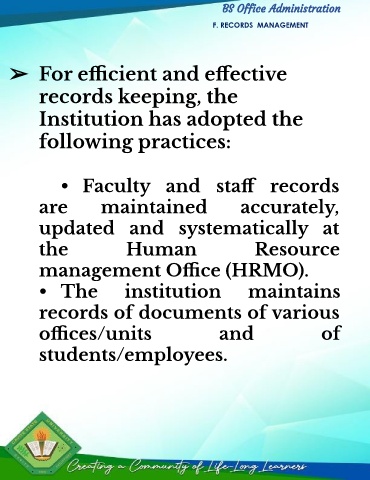 BS Office Administration
F. RECORDS MANAGEMENT
➢ For efficient and effective
records keeping, the
Institution has adopted the
following practices:
• Faculty and staff records
are maintained accurately,
updated and systematically at
the Human Resource
management Office (HRMO).
• The institution maintains
records of documents of various
offices/units and of
students/employees.
Creating a Community of Life-Long Learners